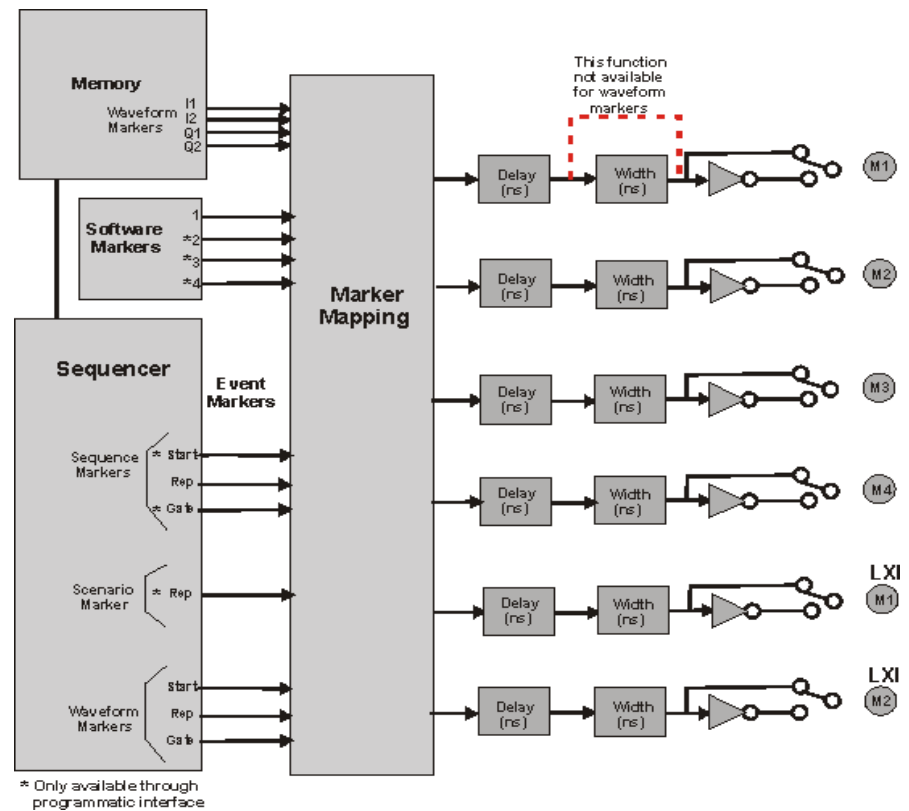 Memory
Waveform
Markers
I1
I2
Q1
Q2
Software
Markers
1
*2
*3
*4
Sequencer
Event
Markers
Sequence
Markers
* Start
Rep
* Gate
Scenario
Marker
* Rep
Waveform
Markers
Start
Rep
Gate
* Only available through
programmatic interface
Marker
Mapping
This function
not available
for waveform
markers
Delay
(ns)
Width
(ns)
M1
Delay
(ns)
Width
(ns)
M2
Delay
(ns)
Width
(ns)
M3
Delay
(ns)
Width
(ns)
M4
Delay
(ns)
Width
(ns)
LXI
M1
Delay
(ns)
Width
(ns)
LXI
M2